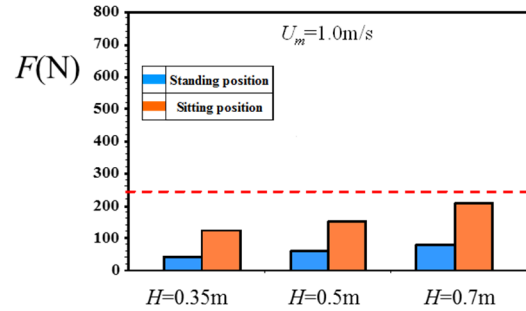 800
U_m=1.0m/s
700
F(N)
600
Standing position
500
Sitting position
400
300
200
100
0
H=0.35m H=0.5m H=0.7m